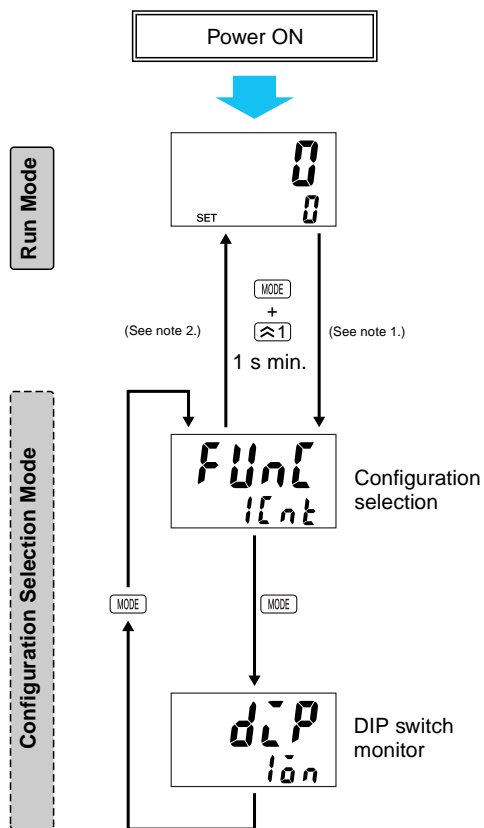 Power ON
Run Mode
0
SET 0
MODE
+
1
1 s min.
(See note 2.)
(See note 1.)
Configuration Selection Mode
FUnC
1Cnt
Configuration
selection
MODE
MODE
diP
1on
DIP switch
monitor